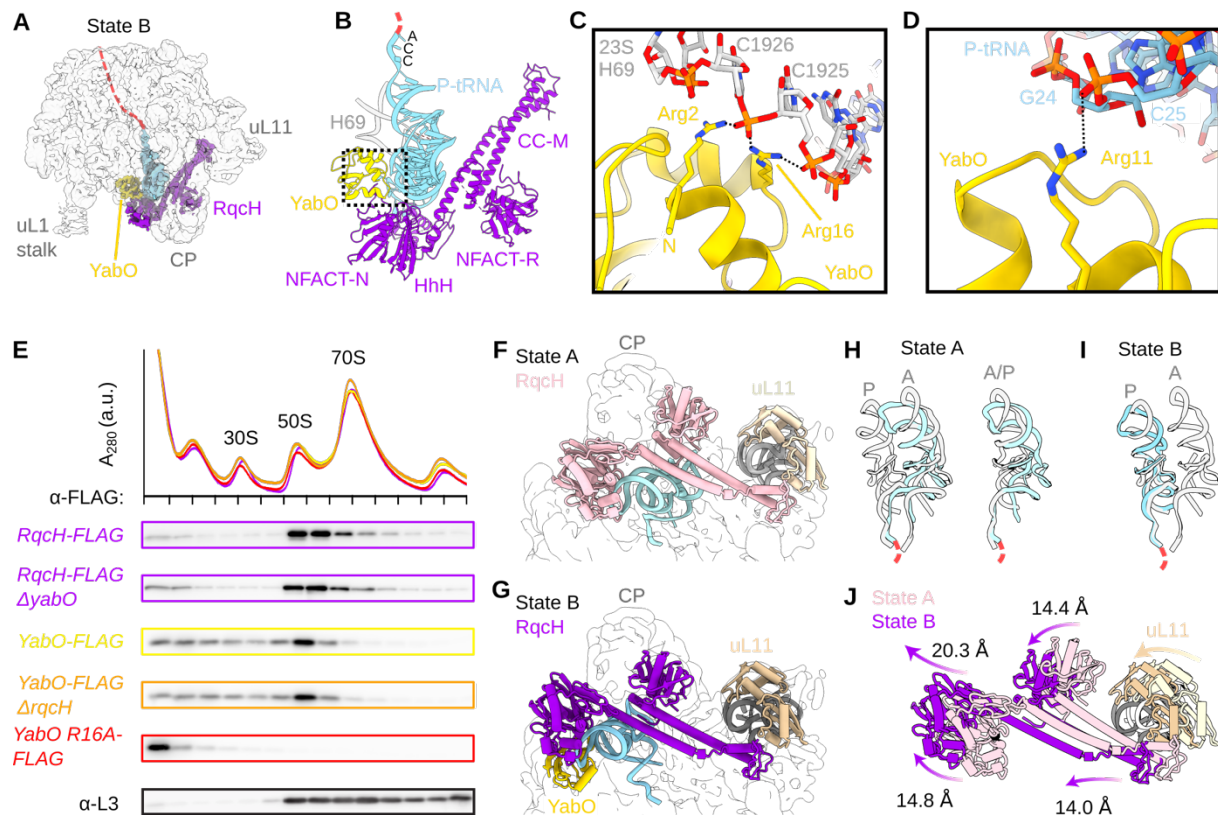 A
State B
uL11
RqcH
uL1
stalk
YabO
CP
B
A
C
C
P-tRNA
H69
CC-M
YabO
NFACT-R
NFACT-N
HhH
C
23S
H69
C1926
C1925
Arg2
N
Arg16
YabO
D
P-tRNA
G24
C25
YabO
Arg11
E
A280 (a.u.)
30S
50S
70S
α-FLAG:
RqcH-FLAG
RqcH-FLAG
ΔyabO
YabO-FLAG
YabO-FLAG
ΔrqcH
YabO R16A-
FLAG
α-L3
F
State A
RqcH
CP
uL11
G
State B
RqcH
CP
uL11
YabO
H
State A
P
A
A/P
I
State B
P
A
J
State A
State B
14.4 Å
20.3 Å
uL11
14.8 Å
14.0 Å